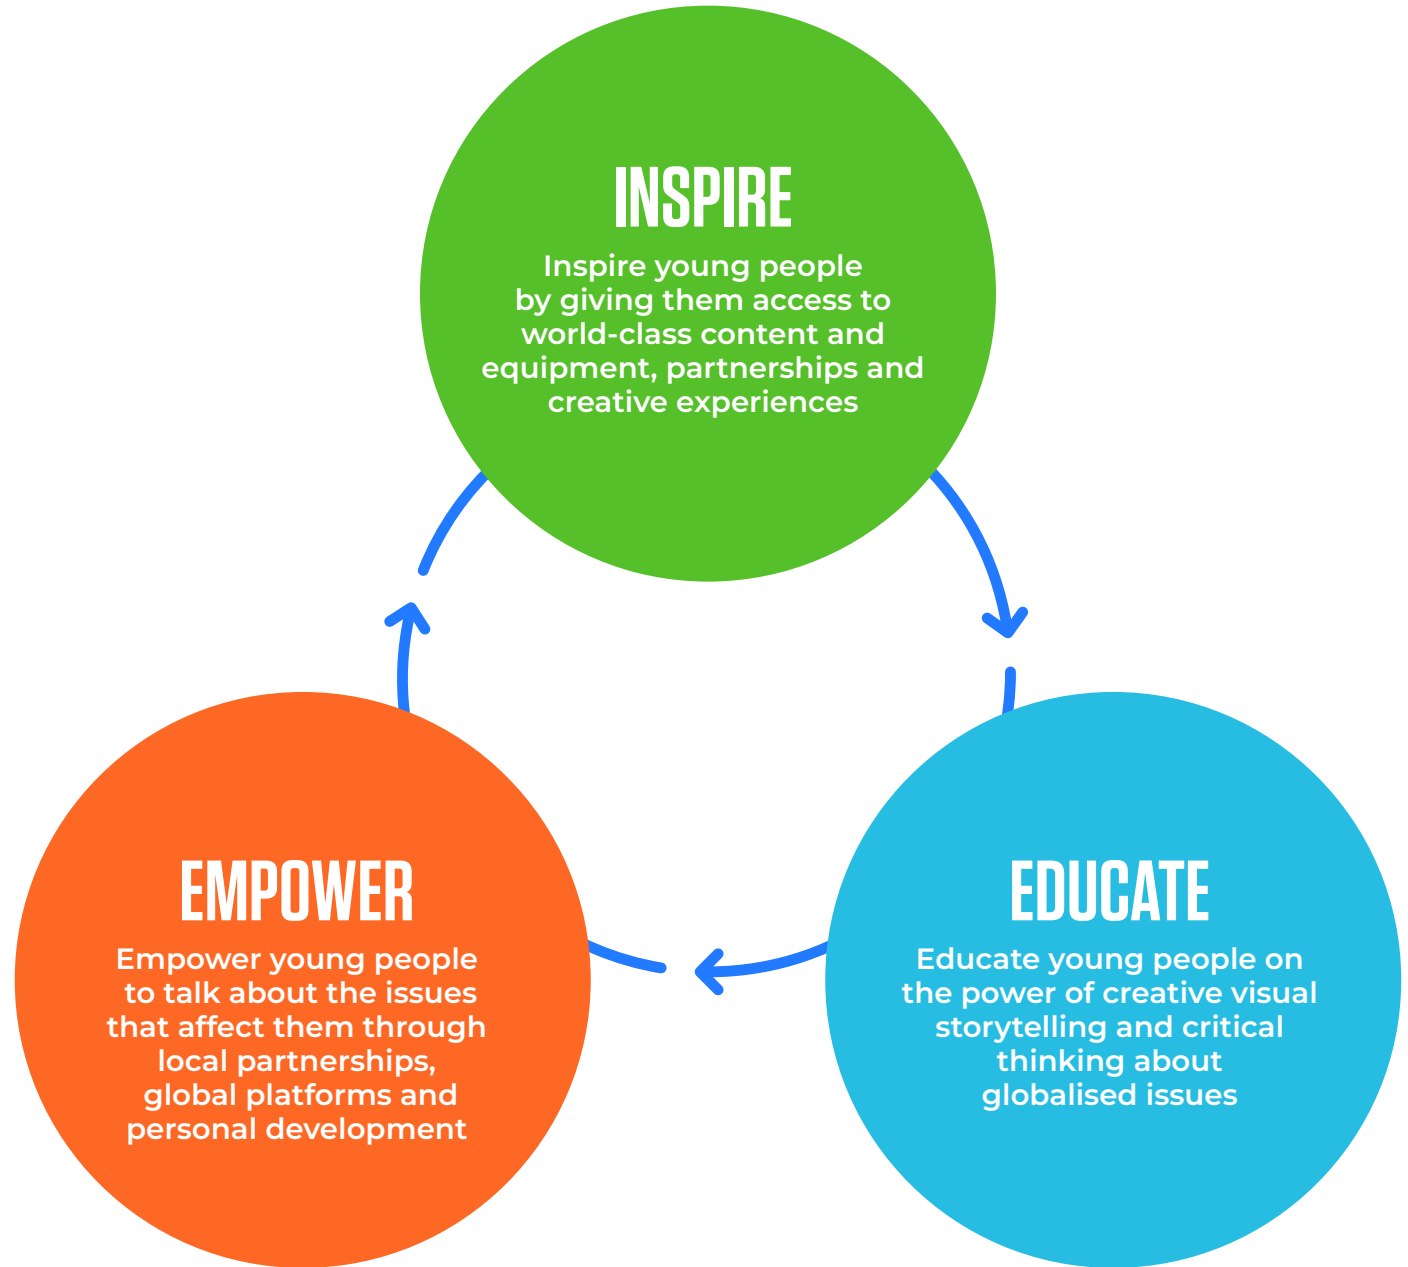 INSPIRE
Inspire young people
by giving them access to
world-class content and
equipment, partnerships and
creative experiences
EMPOWER
Empower young people
to talk about the issues
that affect them through
local partnerships,
global platforms and
personal development
EDUCATE
Educate young people on
the power of creative visual
storytelling and critical
thinking about
globalised issues